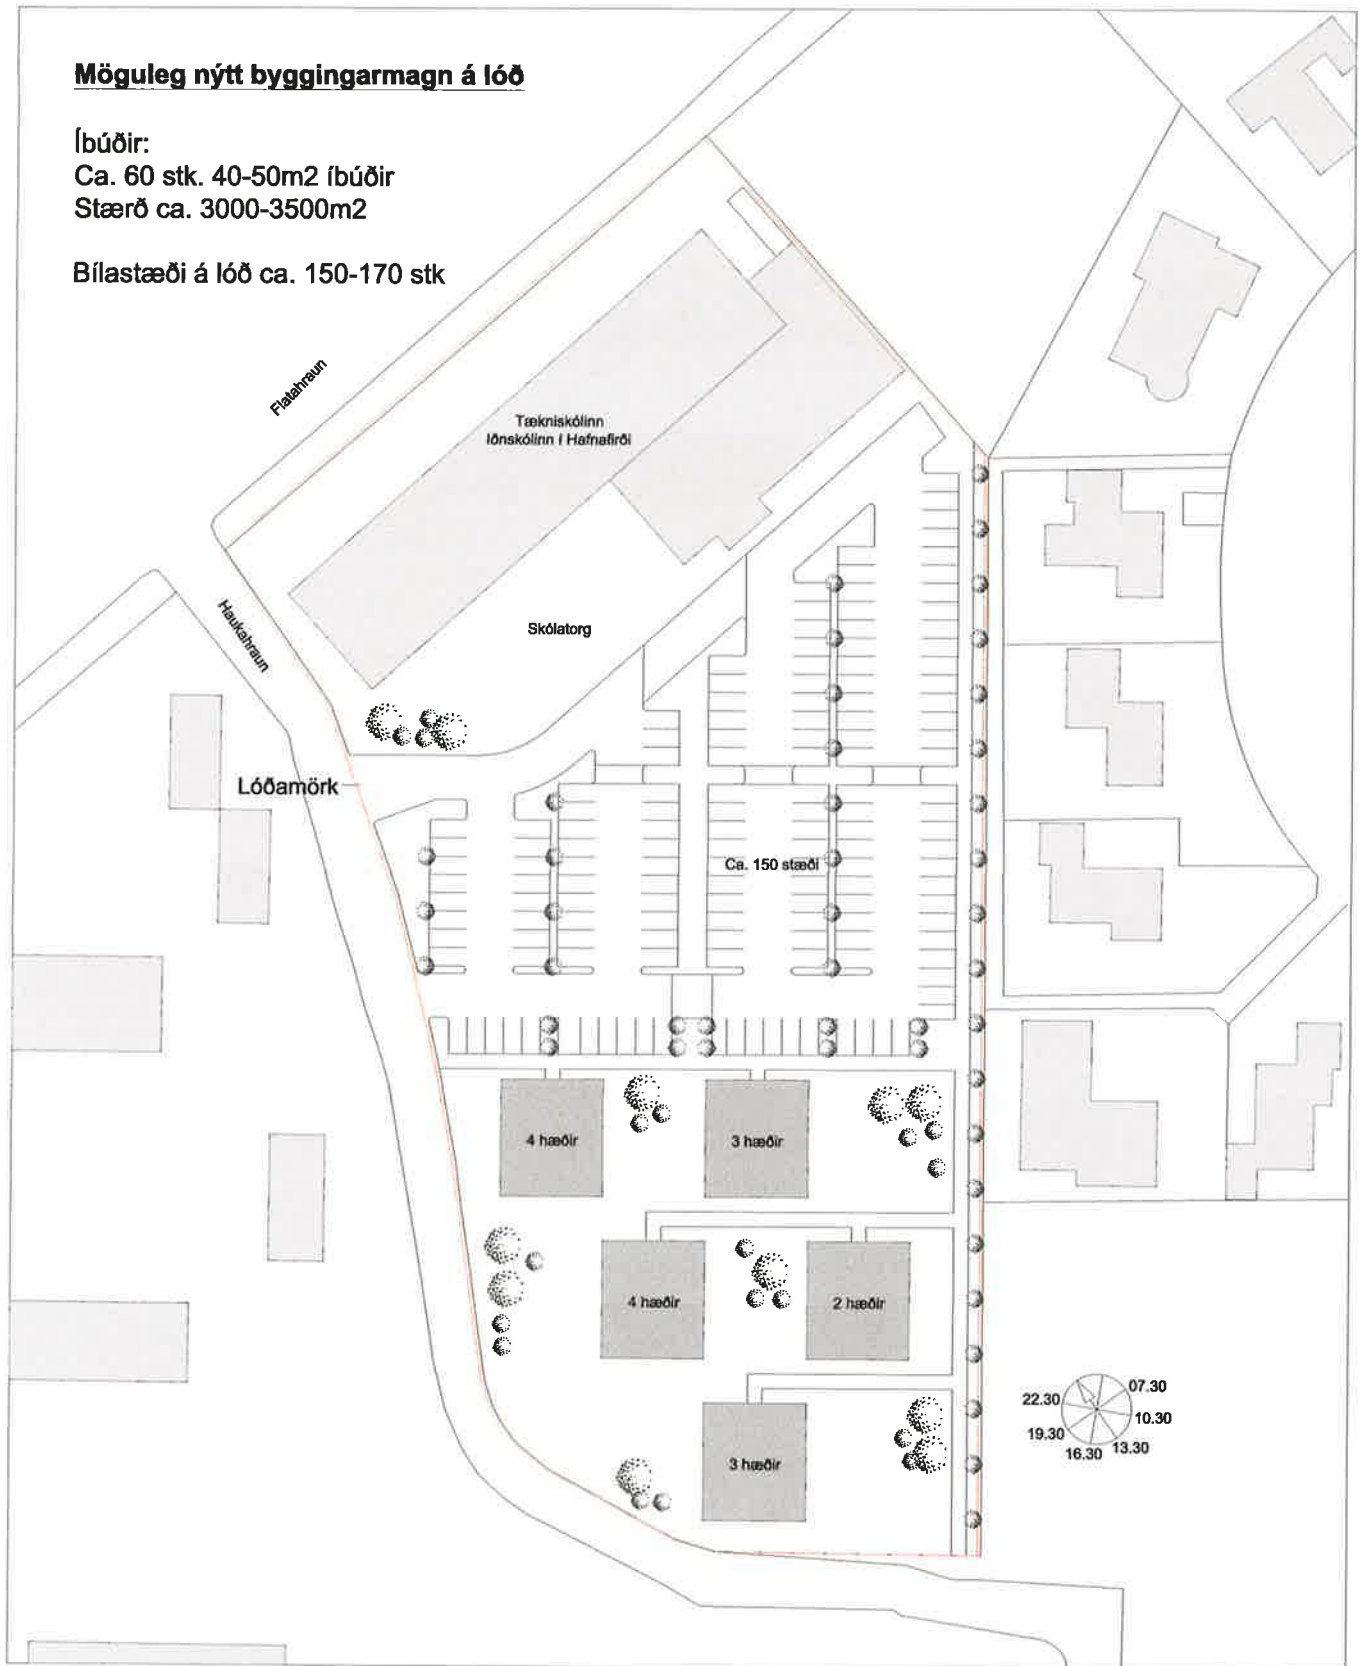 Möguleg nýtt byggingarmagn á lóð
Íbúðir:
Ca. 60 stk. 40-50m2 íbúðir
Stærð ca. 3000-3500m2
Bílastæði á lóð ca. 150-170 stk
Flatahraun
Tækniskólinn
Iðnskólinn í Hafnafirði
Haukahraun
Skólatorg
Lóðamörk
Ca. 150 stæði
4 hæðir
3 hæðir
4 hæðir
2 hæðir
3 hæðir
07.30
22.30
10.30
19.30
13.30
16.30